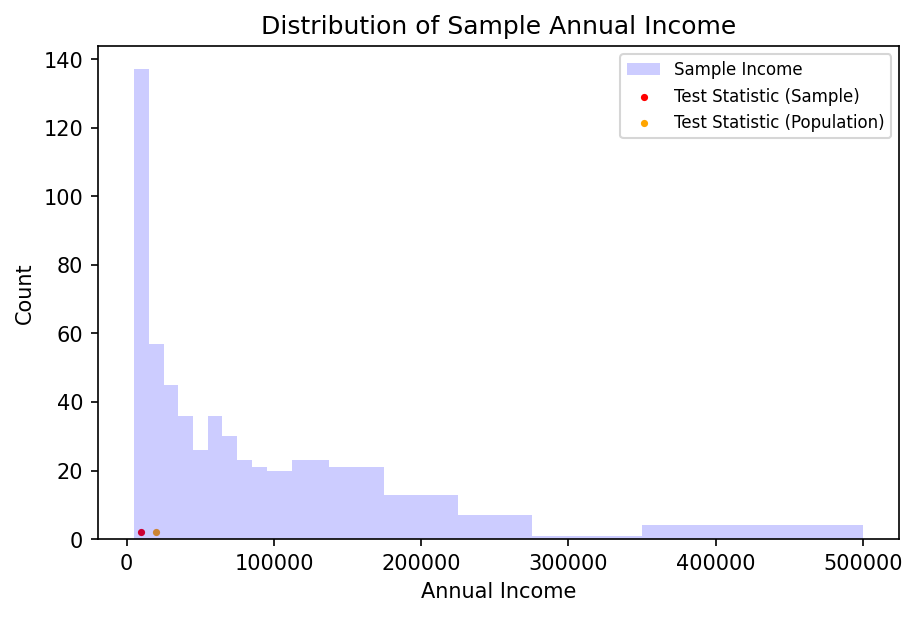 Distribution of Sample Annual Income
Sample Income
Test Statistic (Sample)
Test Statistic (Population)
140
120
100
80
60
40
20
0
Count
0 100000 200000 300000 400000 500000
Annual Income